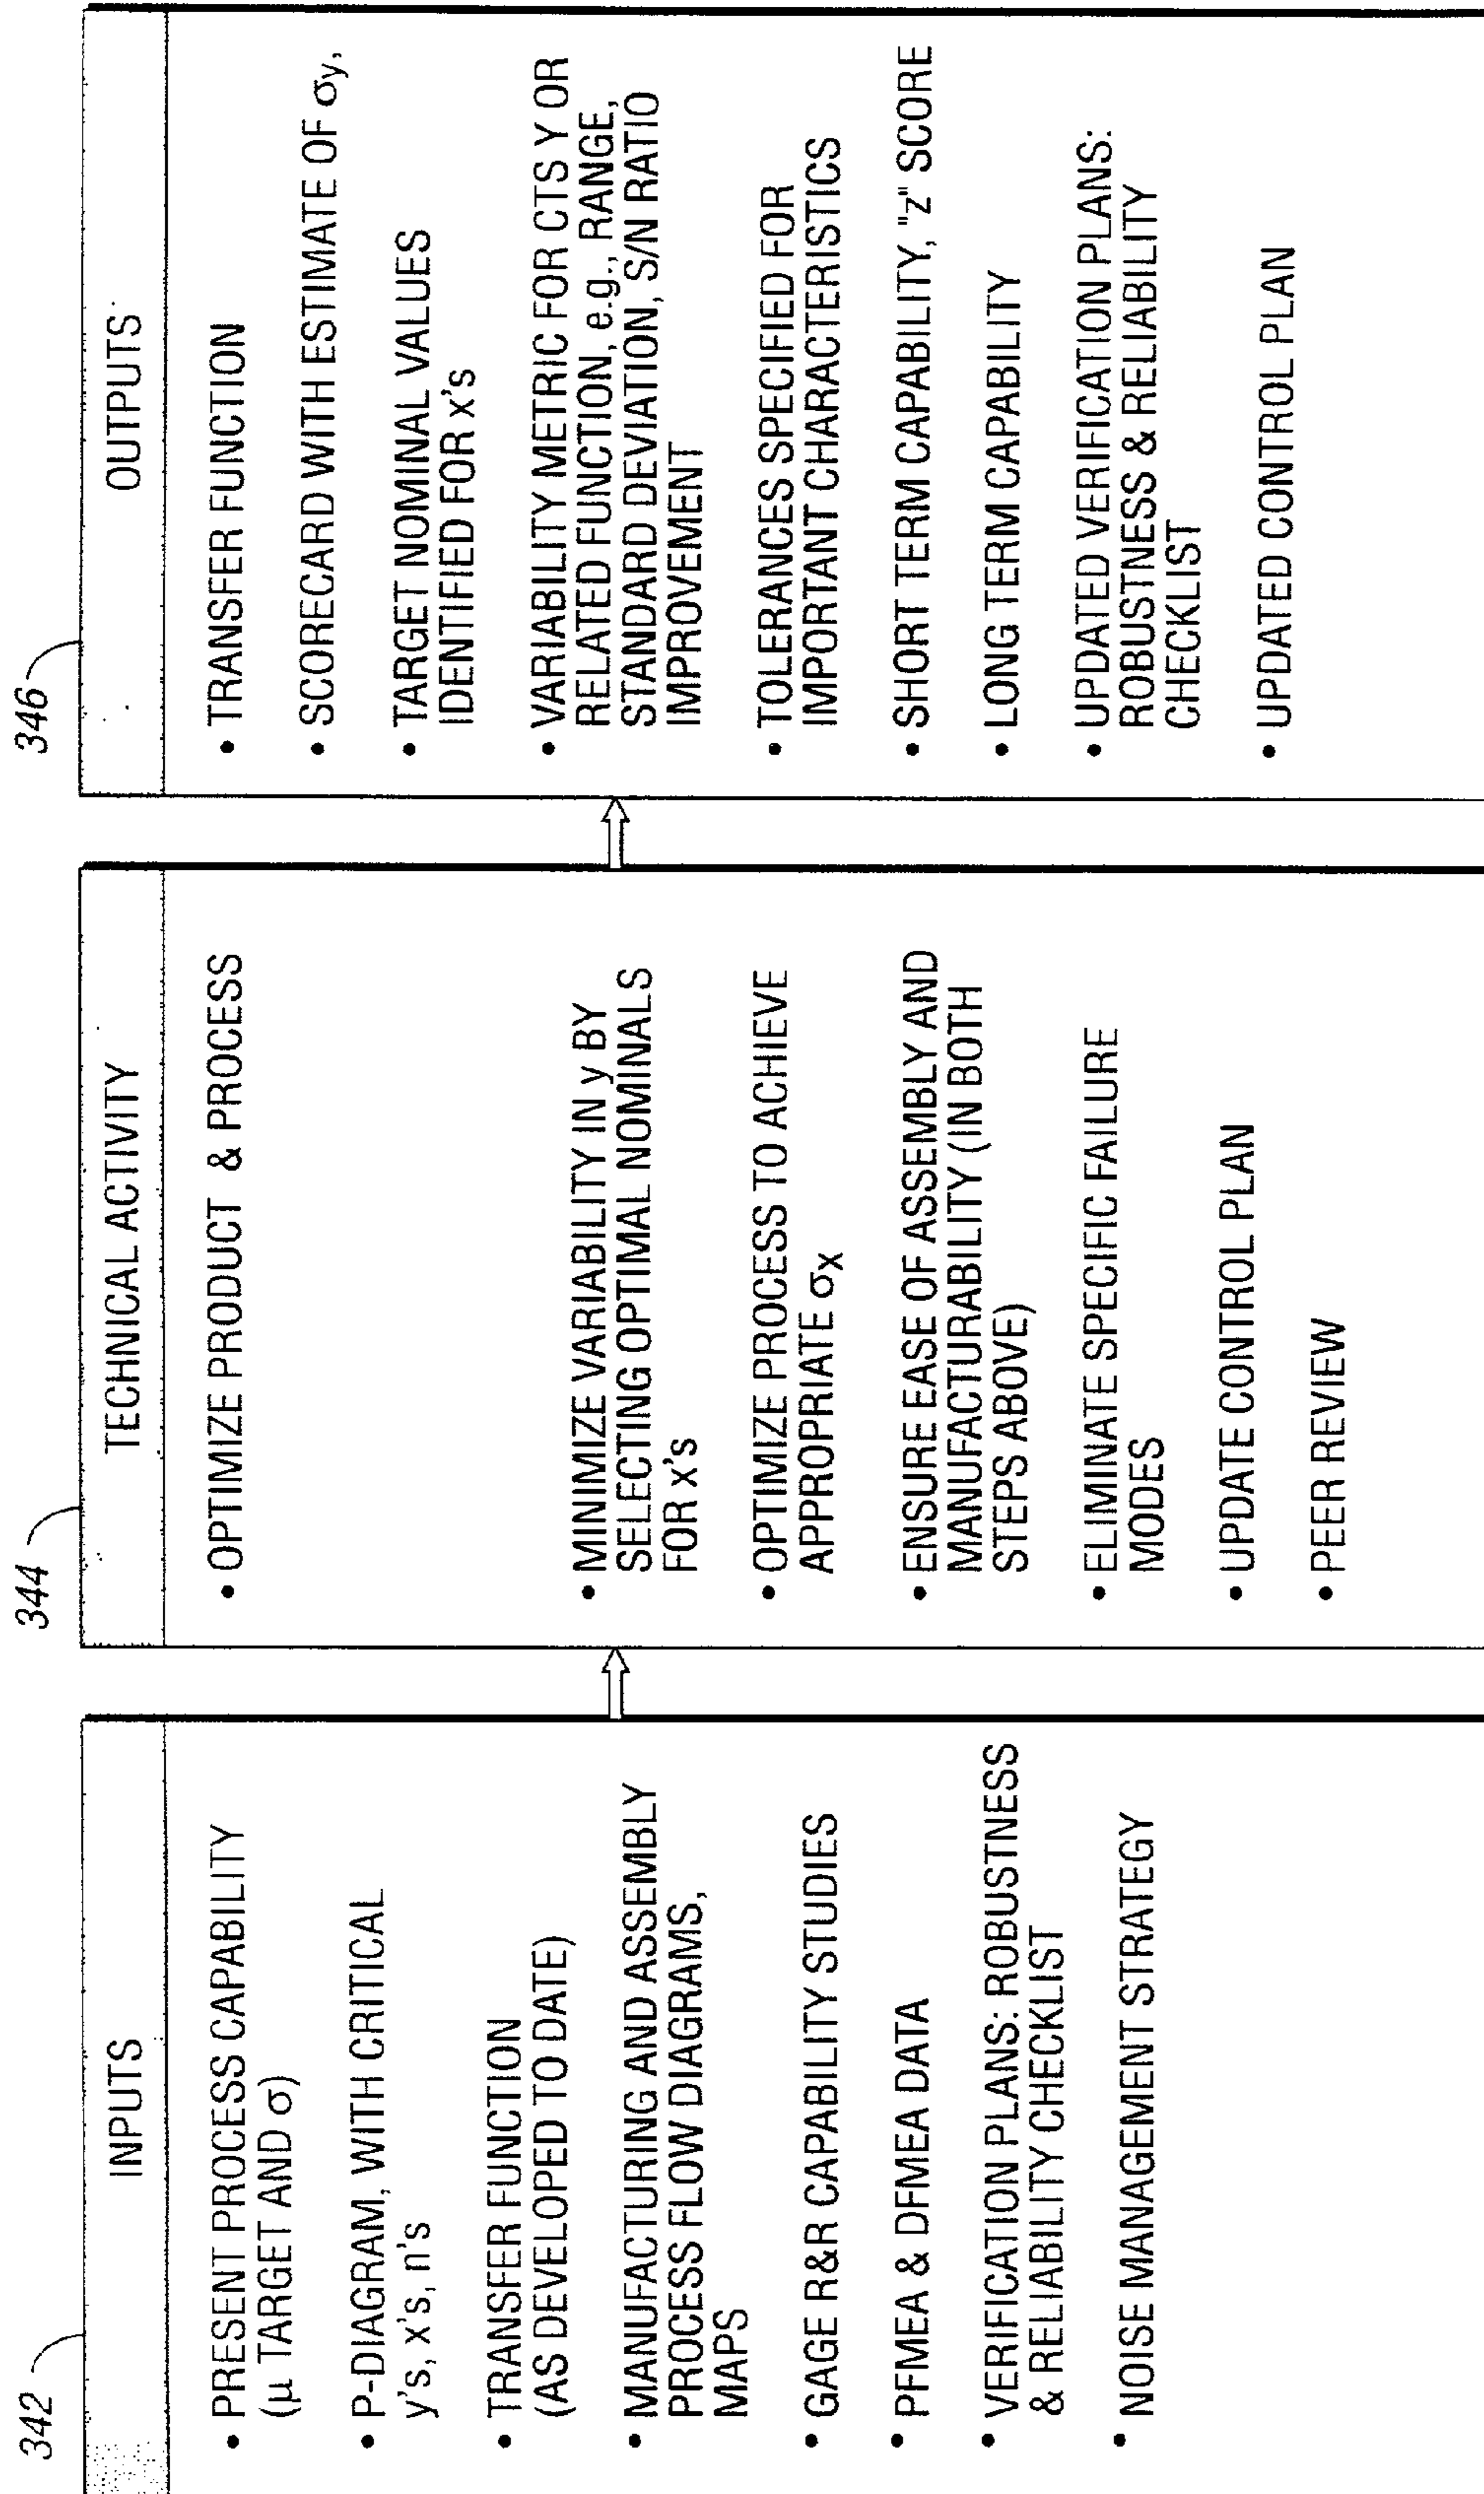 342
INPUTS
• PRESENT PROCESS CAPABILITY
(μ TARGET AND σ)
• P-DIAGRAM, WITH CRITICAL
y's, x's, n's
• TRANSFER FUNCTION
(AS DEVELOPED TO DATE)
• MANUFACTURING AND ASSEMBLY
PROCESS FLOW DIAGRAMS,
MAPS
• GAGE R&R CAPABILITY STUDIES
• PFMEA & DFMEA DATA
• VERIFICATION PLANS: ROBUSTNESS
& RELIABILITY CHECKLIST
• NOISE MANAGEMENT STRATEGY
344
TECHNICAL ACTIVITY
• OPTIMIZE PRODUCT & PROCESS
• MINIMIZE VARIABILITY IN y BY
SELECTING OPTIMAL NOMINALS
FOR x's
• OPTIMIZE PROCESS TO ACHIEVE
APPROPRIATE σx
• ENSURE EASE OF ASSEMBLY AND
MANUFACTURABILITY (IN BOTH
STEPS ABOVE)
• ELIMINATE SPECIFIC FAILURE
MODES
• UPDATE CONTROL PLAN
• PEER REVIEW
346
OUTPUTS
• TRANSFER FUNCTION
• SCORECARD WITH ESTIMATE OF σy,
• TARGET NOMINAL VALUES
IDENTIFIED FOR x's
• VARIABILITY METRIC FOR CTS Y OR
RELATED FUNCTION, e.g., RANGE,
STANDARD DEVIATION, S/N RATIO
IMPROVEMENT
• TOLERANCES SPECIFIED FOR
IMPORTANT CHARACTERISTICS
• SHORT TERM CAPABILITY, "z" SCORE
• LONG TERM CAPABILITY
• UPDATED VERIFICATION PLANS:
ROBUSTNESS & RELIABILITY
CHECKLIST
• UPDATED CONTROL PLAN